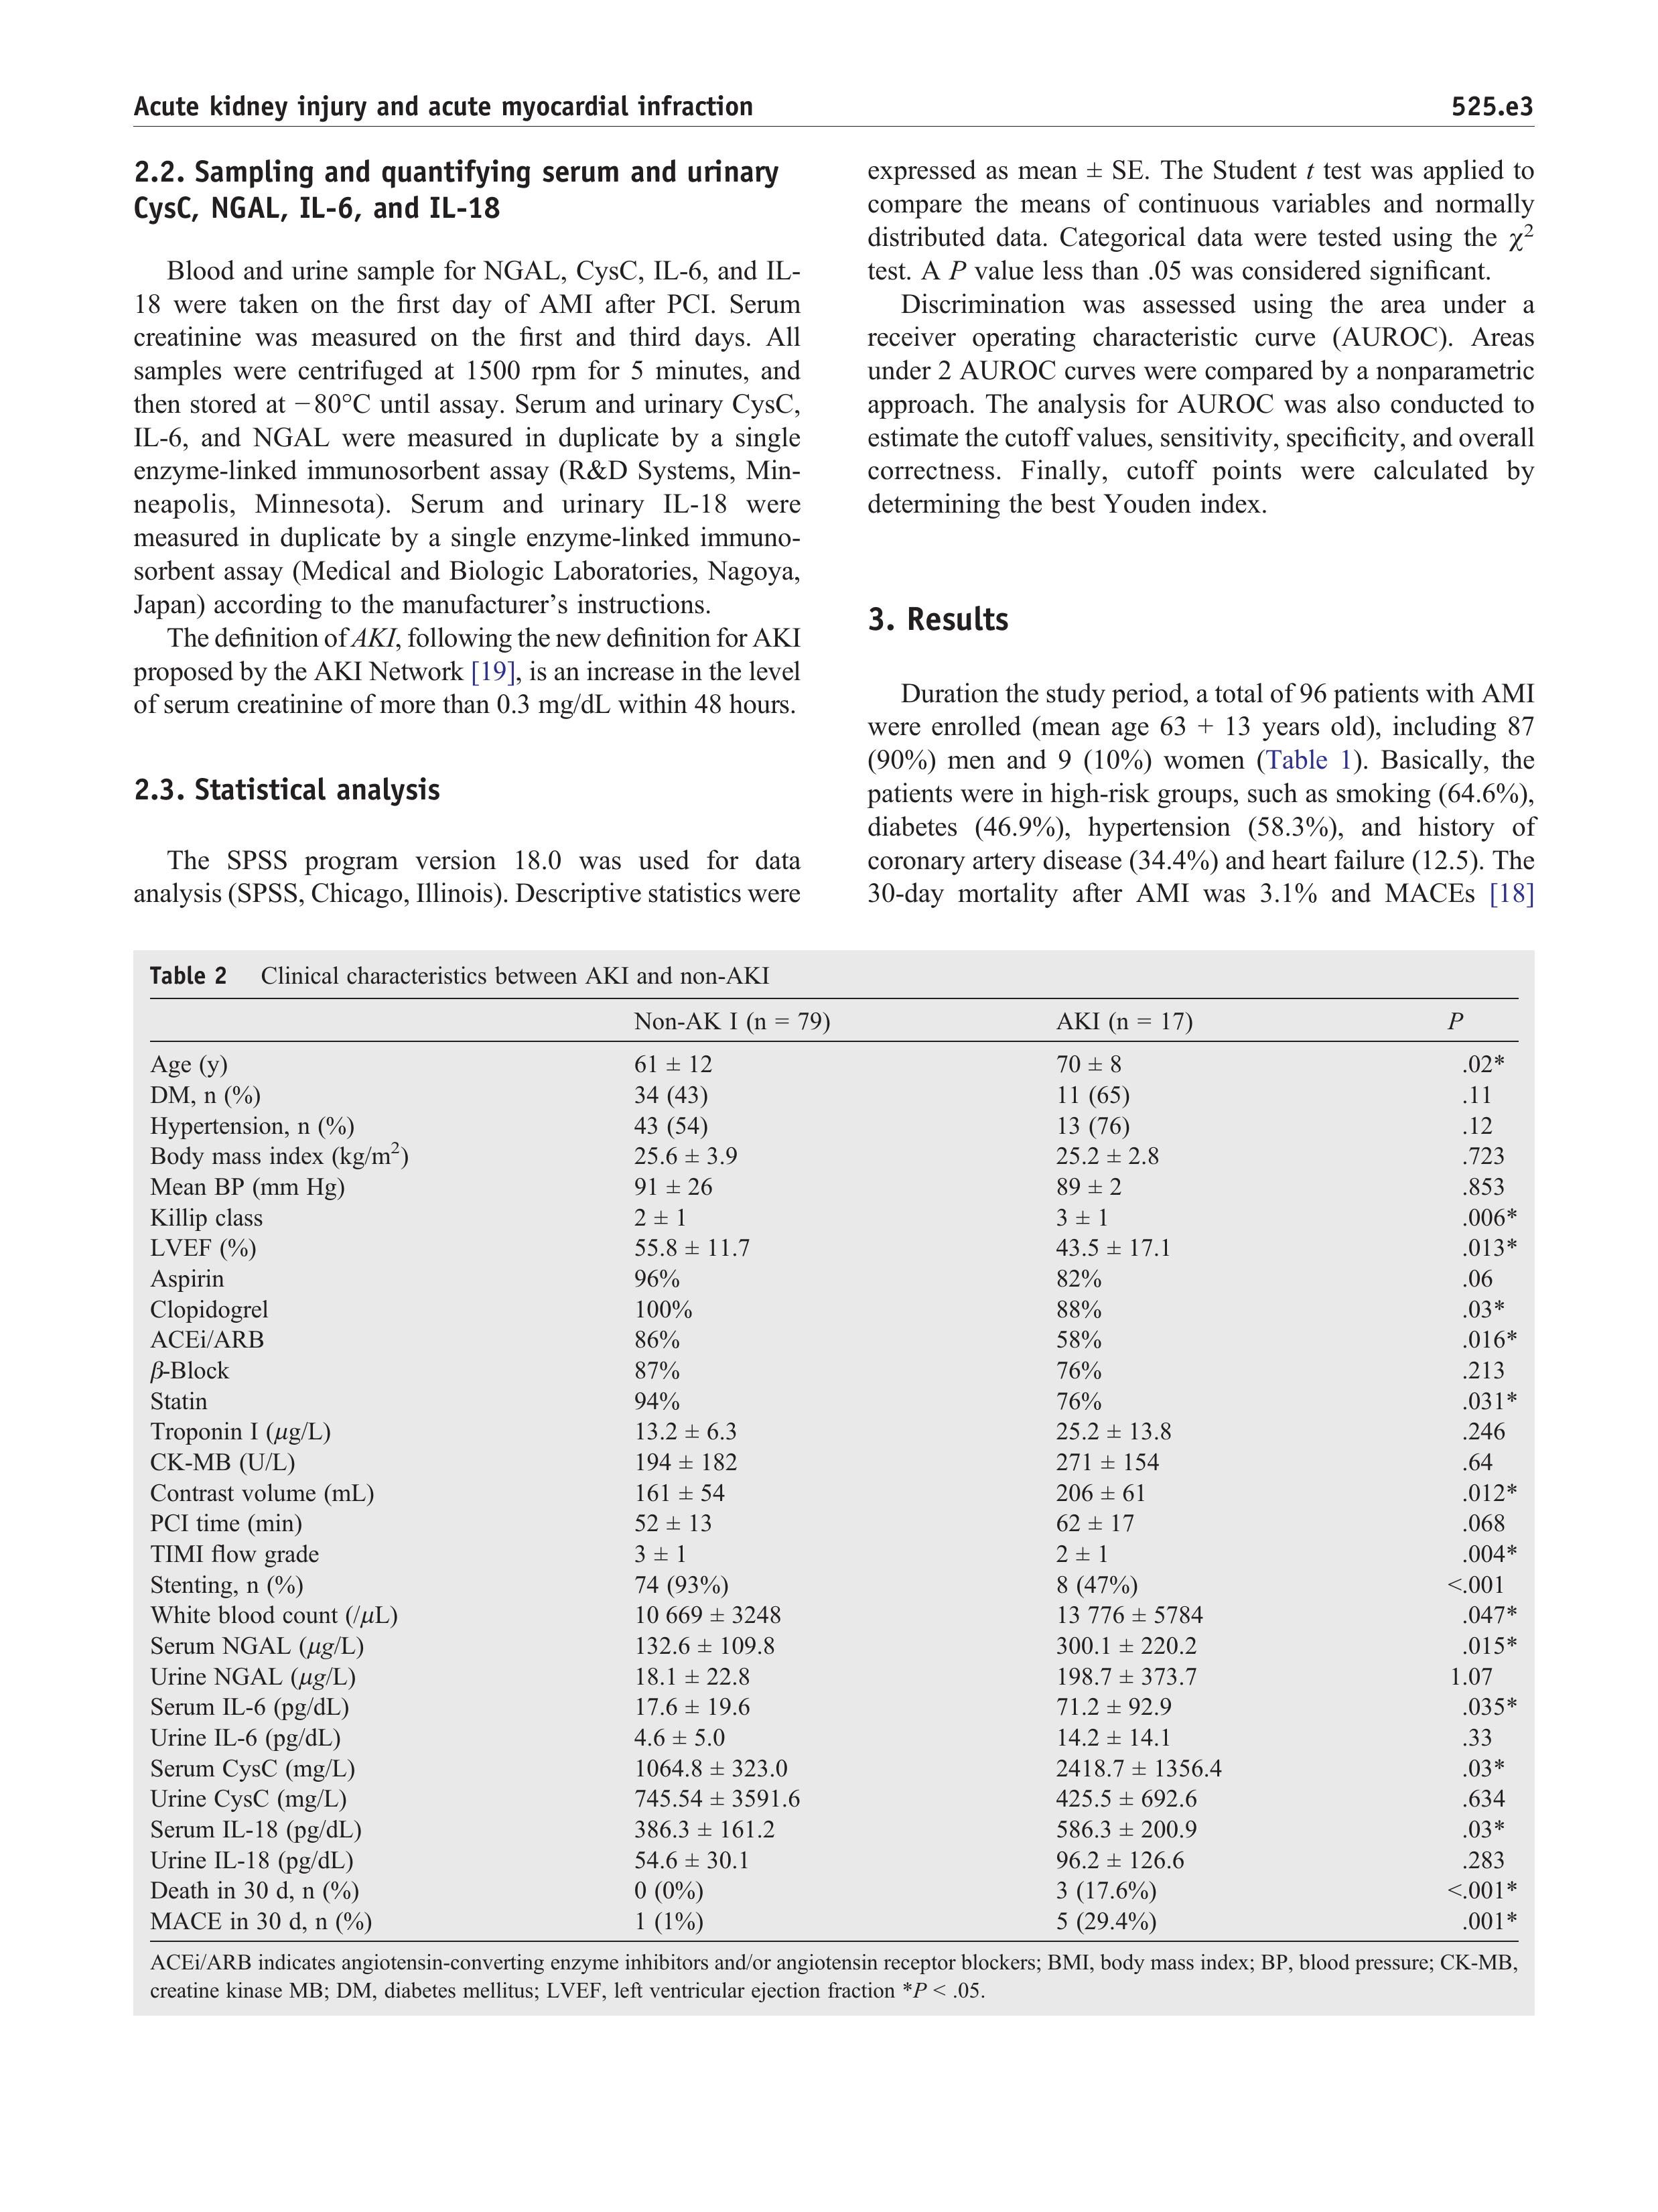 Acute kidney injury and acute myocardial infraction 525.e3
2.2. Sampling and quantifying serum and urinary
CysC, NGAL, IL-6, and IL-18
Blood and urine sample for NGAL, CysC, IL-6, and IL-
18 were taken on the first day of AMI after PCI. Serum
creatinine was measured on the first and third days. All
samples were centrifuged at 1500 rpm for 5 minutes, and
then stored at −80°C until assay. Serum and urinary CysC,
IL-6, and NGAL were measured in duplicate by a single
enzyme-linked immunosorbent assay (R&D Systems, Min-
neapolis, Minnesota). Serum and urinary IL-18 were
measured in duplicate by a single enzyme-linked immuno-
sorbent assay (Medical and Biologic Laboratories, Nagoya,
Japan) according to the manufacturer’s instructions.
The definition of AKI, following the new definition for AKI
proposed by the AKI Network [19], is an increase in the level
of serum creatinine of more than 0.3 mg/dL within 48 hours.
2.3. Statistical analysis
The SPSS program version 18.0 was used for data
analysis (SPSS, Chicago, Illinois). Descriptive statistics were
expressed as mean ± SE. The Student t test was applied to
compare the means of continuous variables and normally
distributed data. Categorical data were tested using the χ²
test. A P value less than .05 was considered significant.
Discrimination was assessed using the area under a
receiver operating characteristic curve (AUROC). Areas
under 2 AUROC curves were compared by a nonparametric
approach. The analysis for AUROC was also conducted to
estimate the cutoff values, sensitivity, specificity, and overall
correctness. Finally, cutoff points were calculated by
determining the best Youden index.
3. Results
Duration the study period, a total of 96 patients with AMI
were enrolled (mean age 63 + 13 years old), including 87
(90%) men and 9 (10%) women (Table 1). Basically, the
patients were in high-risk groups, such as smoking (64.6%),
diabetes (46.9%), hypertension (58.3%), and history of
coronary artery disease (34.4%) and heart failure (12.5). The
30-day mortality after AMI was 3.1% and MACEs [18]
Table 2 Clinical characteristics between AKI and non-AKI
Non-AK I (n = 79) AKI (n = 17) P
Age (y) 61 ± 12 70 ± 8 .02*
DM, n (%) 34 (43) 11 (65) .11
Hypertension, n (%) 43 (54) 13 (76) .12
Body mass index (kg/m²) 25.6 ± 3.9 25.2 ± 2.8 .723
Mean BP (mm Hg) 91 ± 26 89 ± 2 .853
Killip class 2 ± 1 3 ± 1 .006*
LVEF (%) 55.8 ± 11.7 43.5 ± 17.1 .013*
Aspirin 96% 82% .06
Clopidogrel 100% 88% .03*
ACEi/ARB 86% 58% .016*
β-Block 87% 76% .213
Statin 94% 76% .031*
Troponin I (μg/L) 13.2 ± 6.3 25.2 ± 13.8 .246
CK-MB (U/L) 194 ± 182 271 ± 154 .64
Contrast volume (mL) 161 ± 54 206 ± 61 .012*
PCI time (min) 52 ± 13 62 ± 17 .068
TIMI flow grade 3 ± 1 2 ± 1 .004*
Stenting, n (%) 74 (93%) 8 (47%) <.001
White blood count (/μL) 10 669 ± 3248 13 776 ± 5784 .047*
Serum NGAL (μg/L) 132.6 ± 109.8 300.1 ± 220.2 .015*
Urine NGAL (μg/L) 18.1 ± 22.8 198.7 ± 373.7 1.07
Serum IL-6 (pg/dL) 17.6 ± 19.6 71.2 ± 92.9 .035*
Urine IL-6 (pg/dL) 4.6 ± 5.0 14.2 ± 14.1 .33
Serum CysC (mg/L) 1064.8 ± 323.0 2418.7 ± 1356.4 .03*
Urine CysC (mg/L) 745.54 ± 3591.6 425.5 ± 692.6 .634
Serum IL-18 (pg/dL) 386.3 ± 161.2 586.3 ± 200.9 .03*
Urine IL-18 (pg/dL) 54.6 ± 30.1 96.2 ± 126.6 .283
Death in 30 d, n (%) 0 (0%) 3 (17.6%) <.001*
MACE in 30 d, n (%) 1 (1%) 5 (29.4%) .001*
ACEi/ARB indicates angiotensin-converting enzyme inhibitors and/or angiotensin receptor blockers; BMI, body mass index; BP, blood pressure; CK-MB,
creatine kinase MB; DM, diabetes mellitus; LVEF, left ventricular ejection fraction *P < .05.